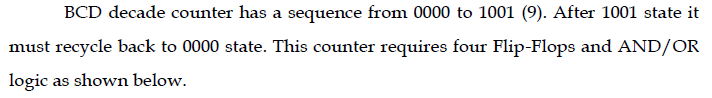 BCD decade counter has a sequence from 0000 to 1001 (9). After 1001 state it
must recycle back to 0000 state. This counter requires four Flip-Flops and AND/OR
logic as shown below.